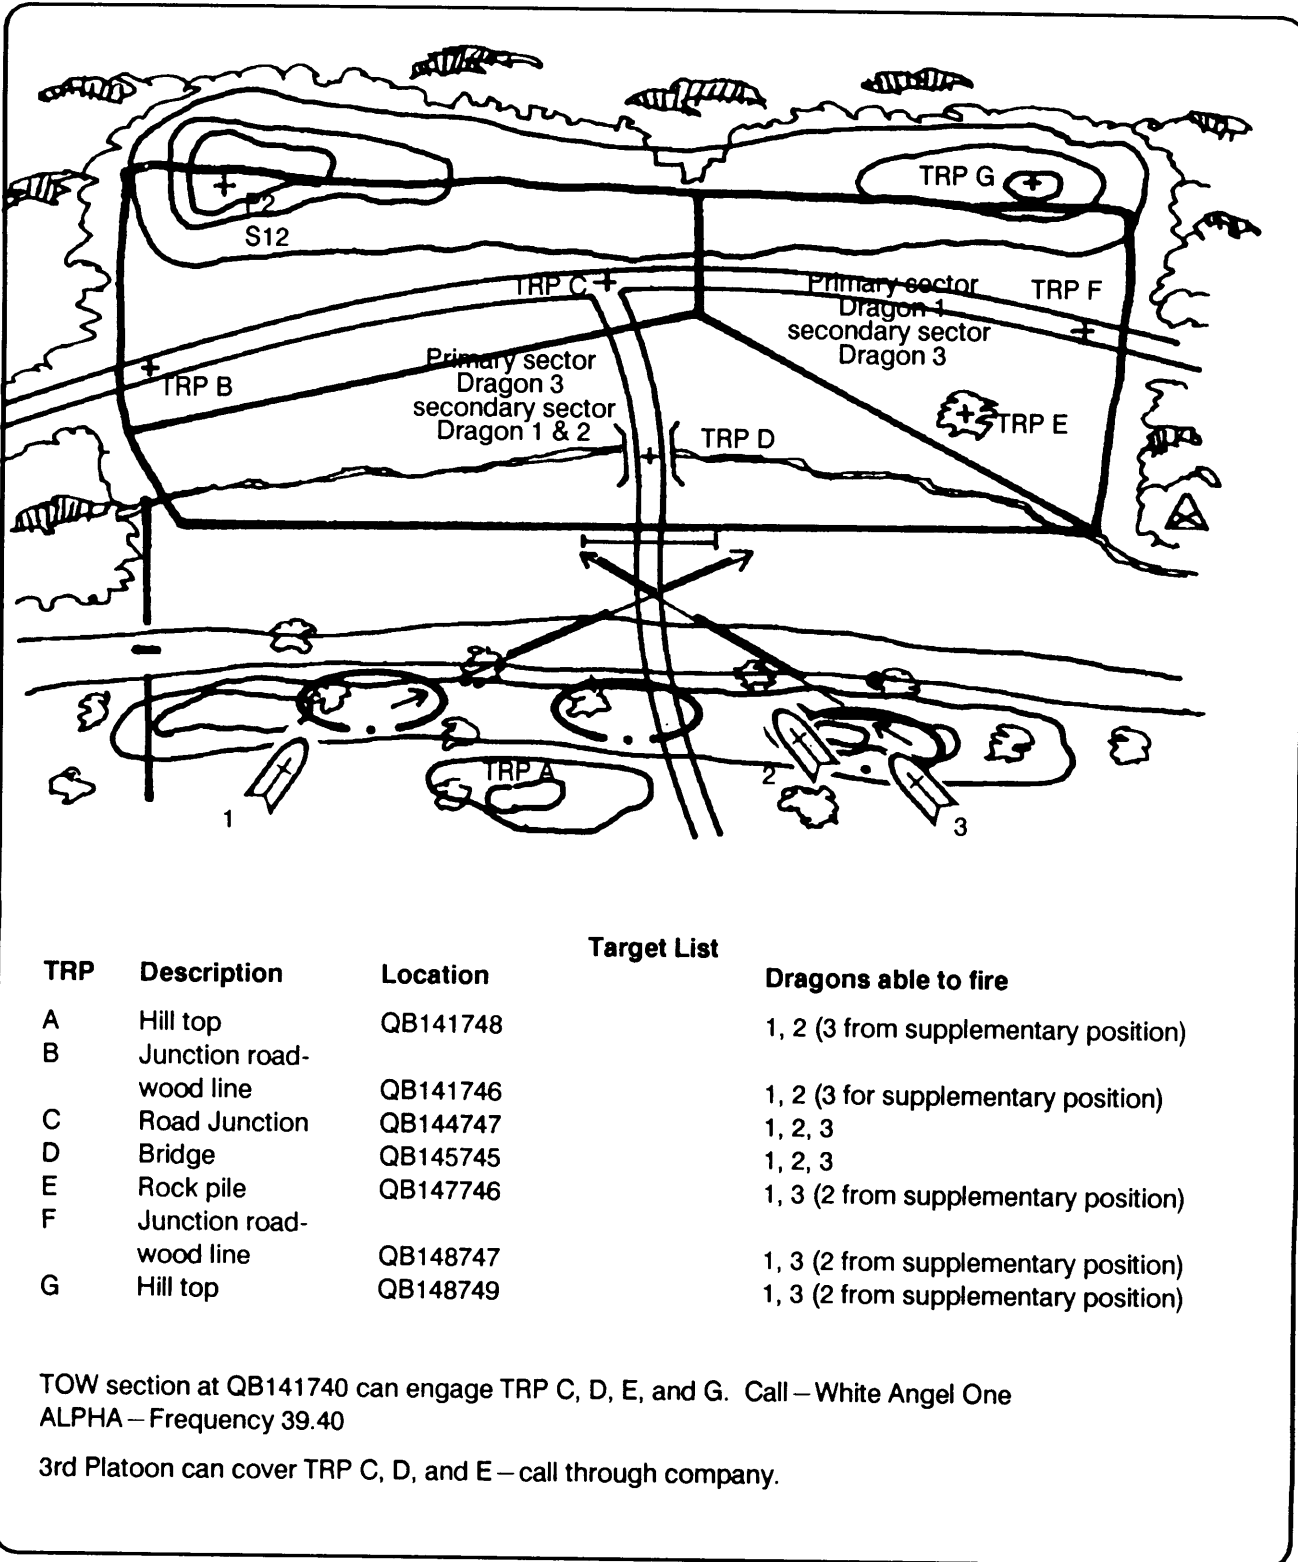 TRP G
F2
S12
TRP C
Primary sector
Dragon 1
secondary sector
Dragon 3
TRP F
TRP B
Primary sector
Dragon 3
secondary sector
Dragon 1 & 2
TRP E
TRP D
TRP A
1
2
3
Target List
TRP Description Location Dragons able to fire
A Hill top QB141748 1, 2 (3 from supplementary position)
B Junction road-
wood line QB141746 1, 2 (3 for supplementary position)
C Road Junction QB144747 1, 2, 3
D Bridge QB145745 1, 2, 3
E Rock pile QB147746 1, 3 (2 from supplementary position)
F Junction road-
wood line QB148747 1, 3 (2 from supplementary position)
G Hill top QB148749 1, 3 (2 from supplementary position)
TOW section at QB141740 can engage TRP C, D, E, and G. Call – White Angel One
ALPHA – Frequency 39.40
3rd Platoon can cover TRP C, D, and E – call through company.